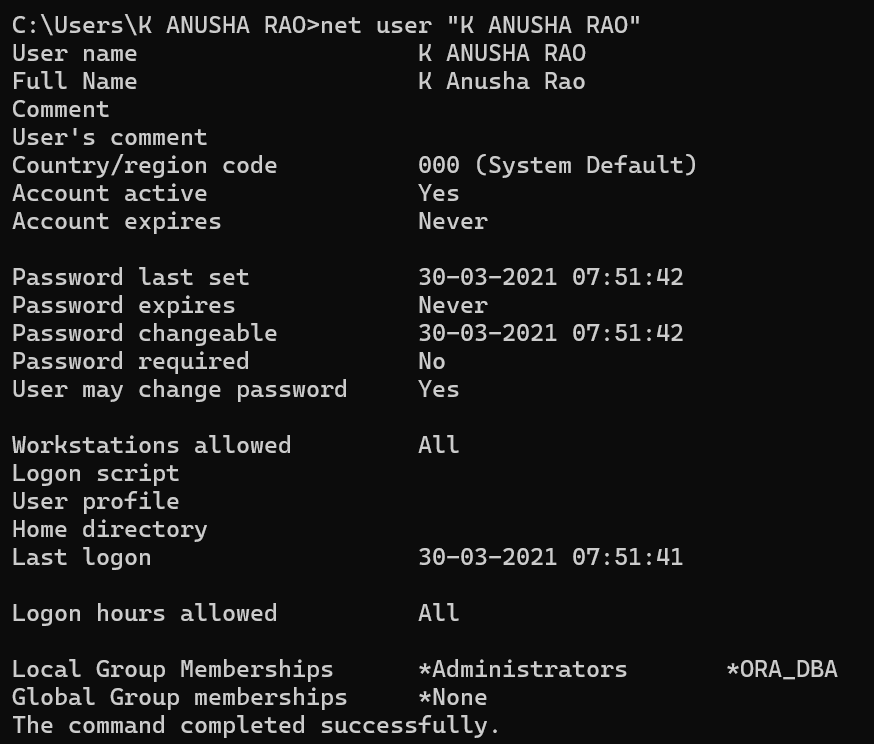 C:\Users\K ANUSHA RAO>net user "K ANUSHA RAO"
User name                    K ANUSHA RAO
Full Name                    K Anusha Rao
Comment
User's comment
Country/region code          000 (System Default)
Account active               Yes
Account expires              Never

Password last set            30-03-2021 07:51:42
Password expires             Never
Password changeable          30-03-2021 07:51:42
Password required            No
User may change password     Yes

Workstations allowed         All
Logon script
User profile
Home directory
Last logon                   30-03-2021 07:51:41

Logon hours allowed          All

Local Group Memberships      *Administrators       *ORA_DBA
Global Group memberships     *None
The command completed successfully.